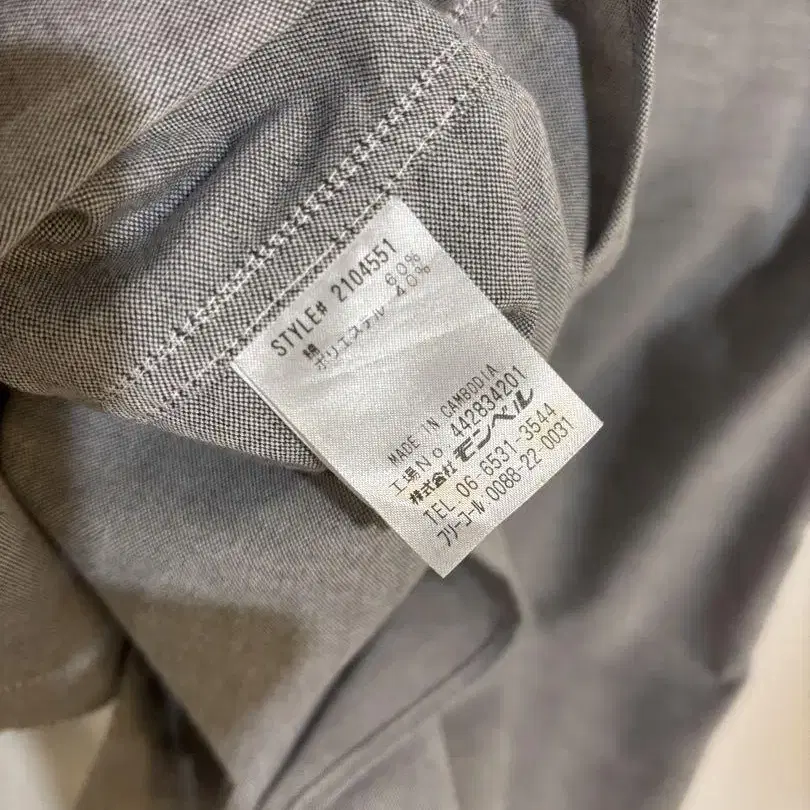 STYLE# 2104551
綿 60%
ポリエステル 40%
MADE IN CAMBODIA
工場No 442834201
株式会社 モンベル
TEL. 06-6531-3544
フリーコール:0088-22-0031